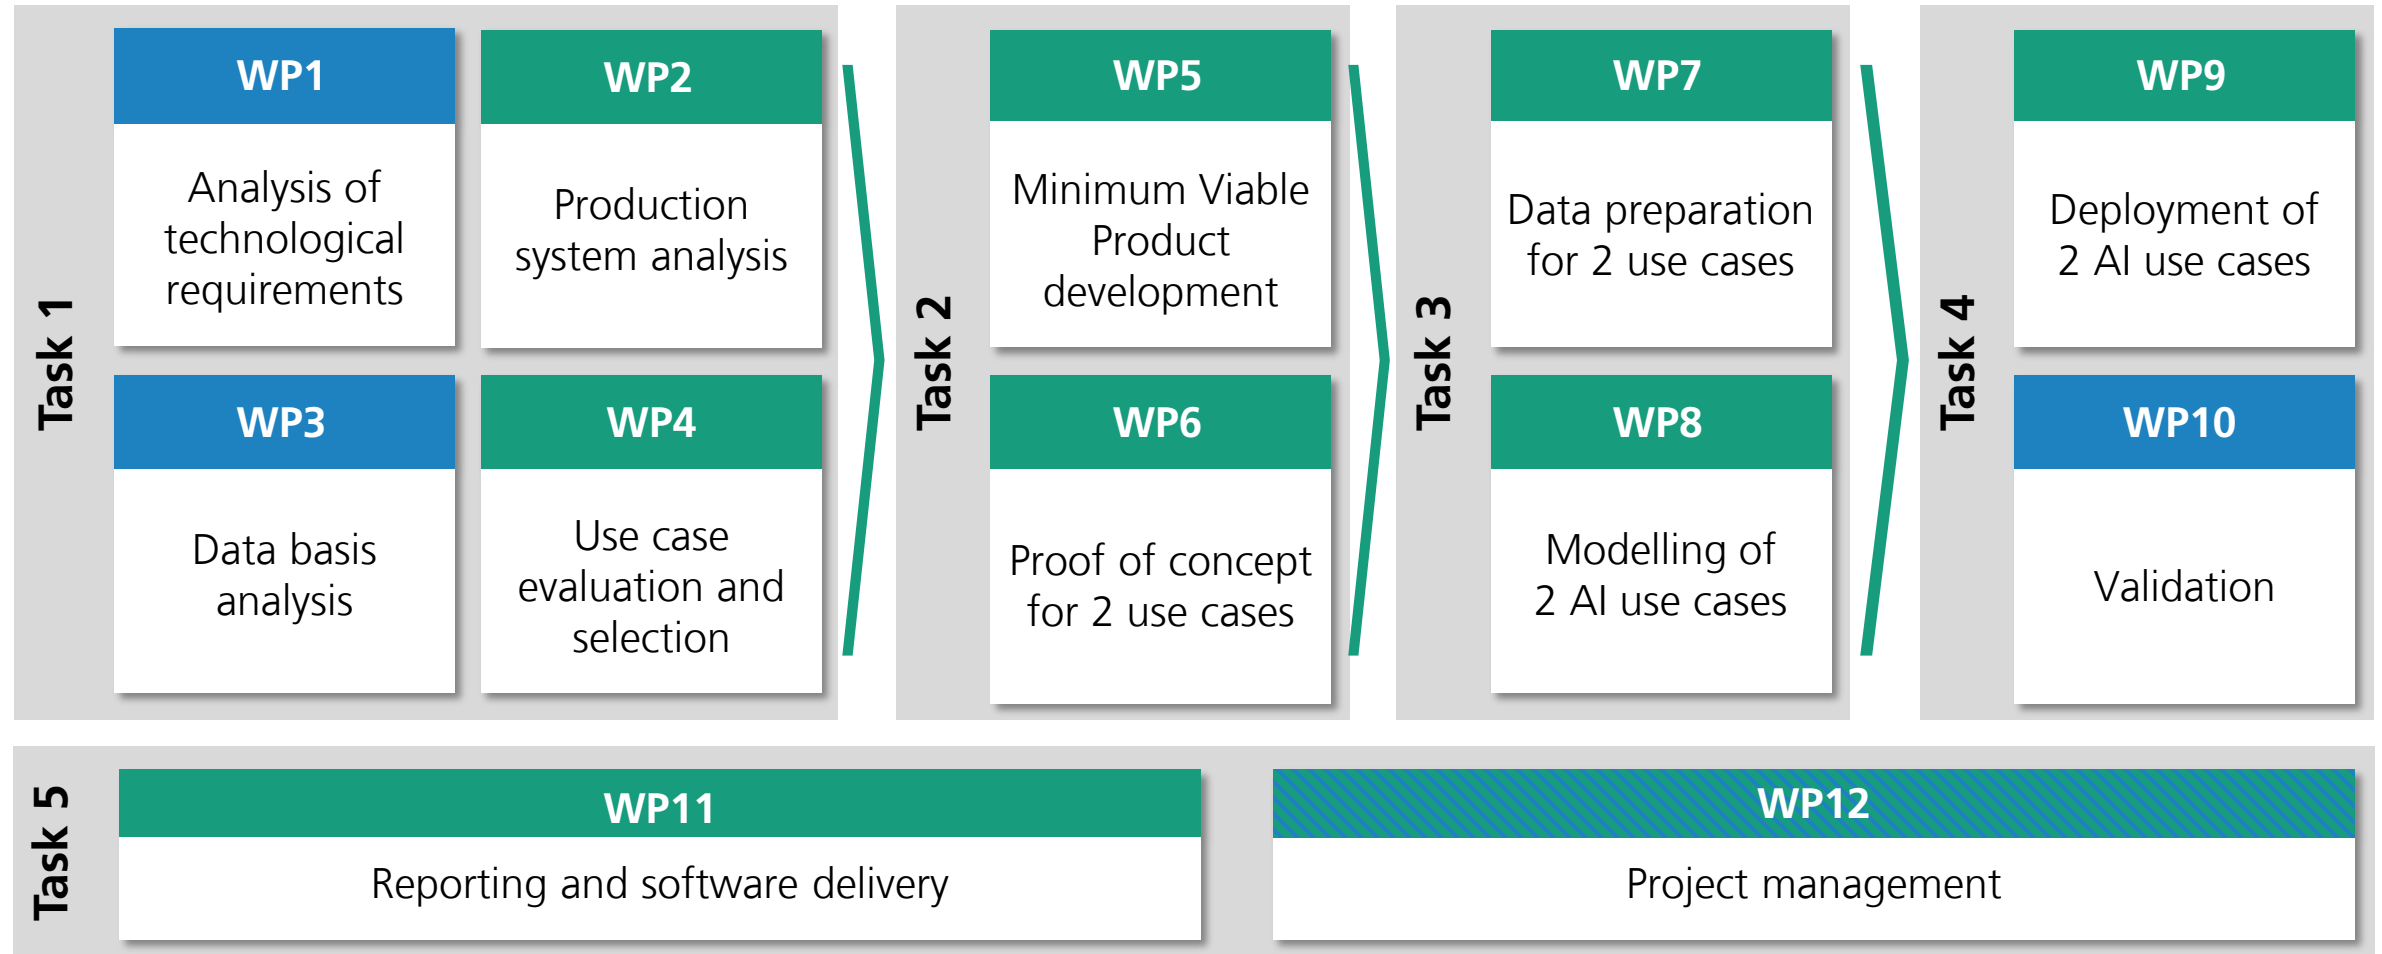 Task 1
WP1
Analysis of
technological
requirements
WP2
Production
system analysis
WP3
Data basis
analysis
WP4
Use case
evaluation and
selection
Task 2
WP5
Minimum Viable
Product
development
WP6
Proof of concept
for 2 use cases
Task 3
WP7
Data preparation
for 2 use cases
WP8
Modelling of
2 AI use cases
Task 4
WP9
Deployment of
2 AI use cases
WP10
Validation
Task 5
WP11
Reporting and software delivery
WP12
Project management